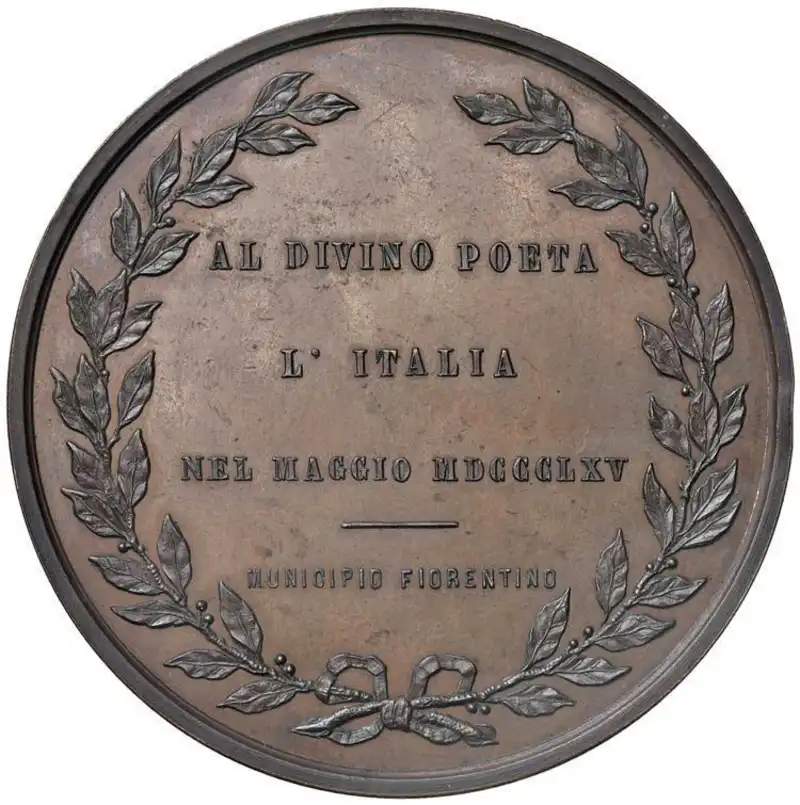 AL DIVINO POETA
L' ITALIA
NEL MAGGIO MDCCCLXV
MUNICIPIO FIORENTINO